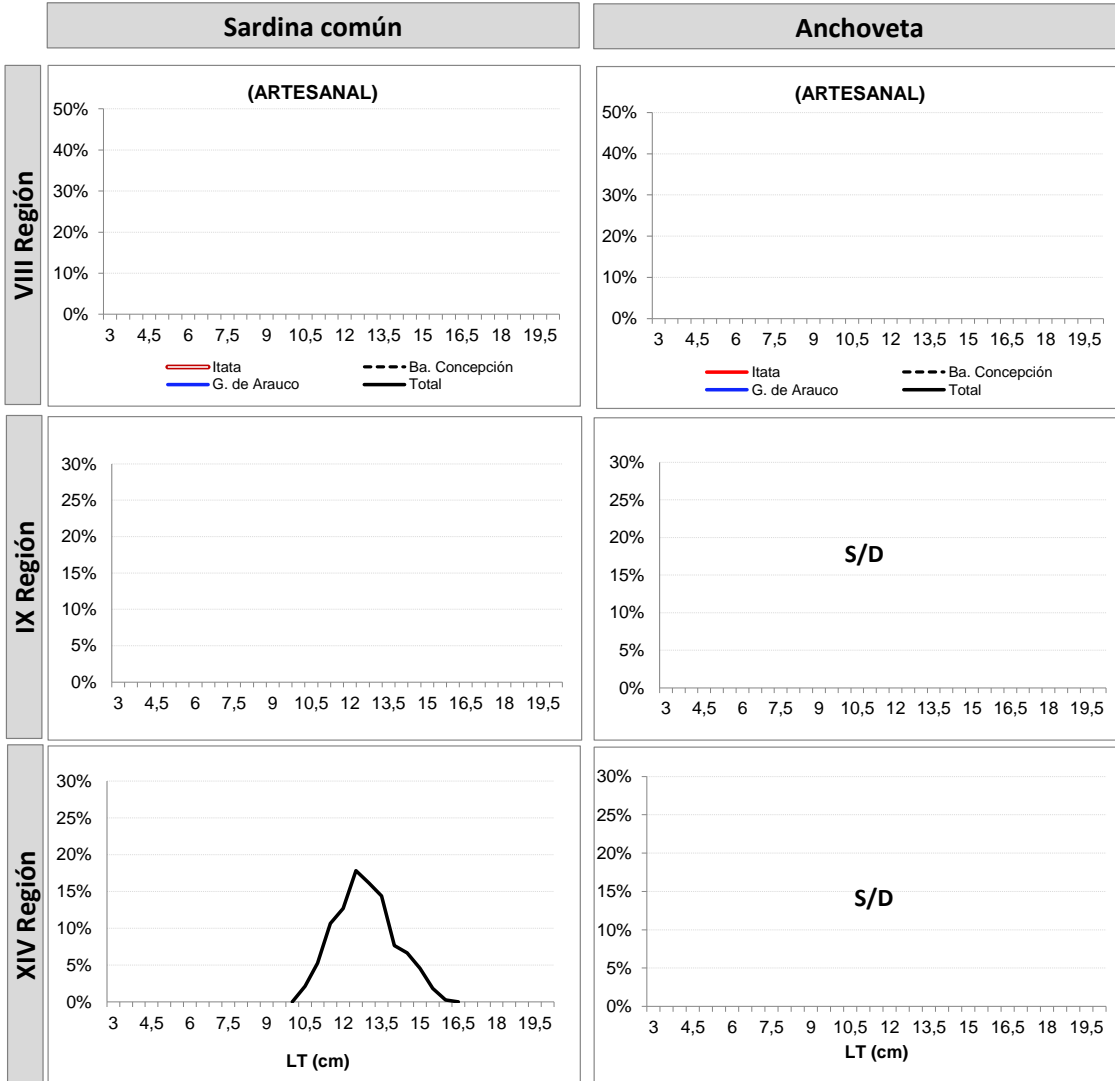 Sardina común
Anchoveta
VIII Región
(ARTESANAL)
50%
40%
30%
20%
10%
0%
3 4,5 6 7,5 9 10,5 12 13,5 15 16,5 18 19,5
Itata Ba. Concepción
G. de Arauco Total
(ARTESANAL)
50%
40%
30%
20%
10%
0%
3 4,5 6 7,5 9 10,5 12 13,5 15 16,5 18 19,5
Itata Ba. Concepción
G. de Arauco Total
IX Región
30%
25%
20%
15%
10%
5%
0%
3 4,5 6 7,5 9 10,5 12 13,5 15 16,5 18 19,5
30%
25%
20%
15%
10%
5%
0%
S/D
3 4,5 6 7,5 9 10,5 12 13,5 15 16,5 18 19,5
XIV Región
30%
25%
20%
15%
10%
5%
0%
3 4,5 6 7,5 9 10,5 12 13,5 15 16,5 18 19,5
LT (cm)
30%
25%
20%
15%
10%
5%
0%
S/D
3 4,5 6 7,5 9 10,5 12 13,5 15 16,5 18 19,5
LT (cm)